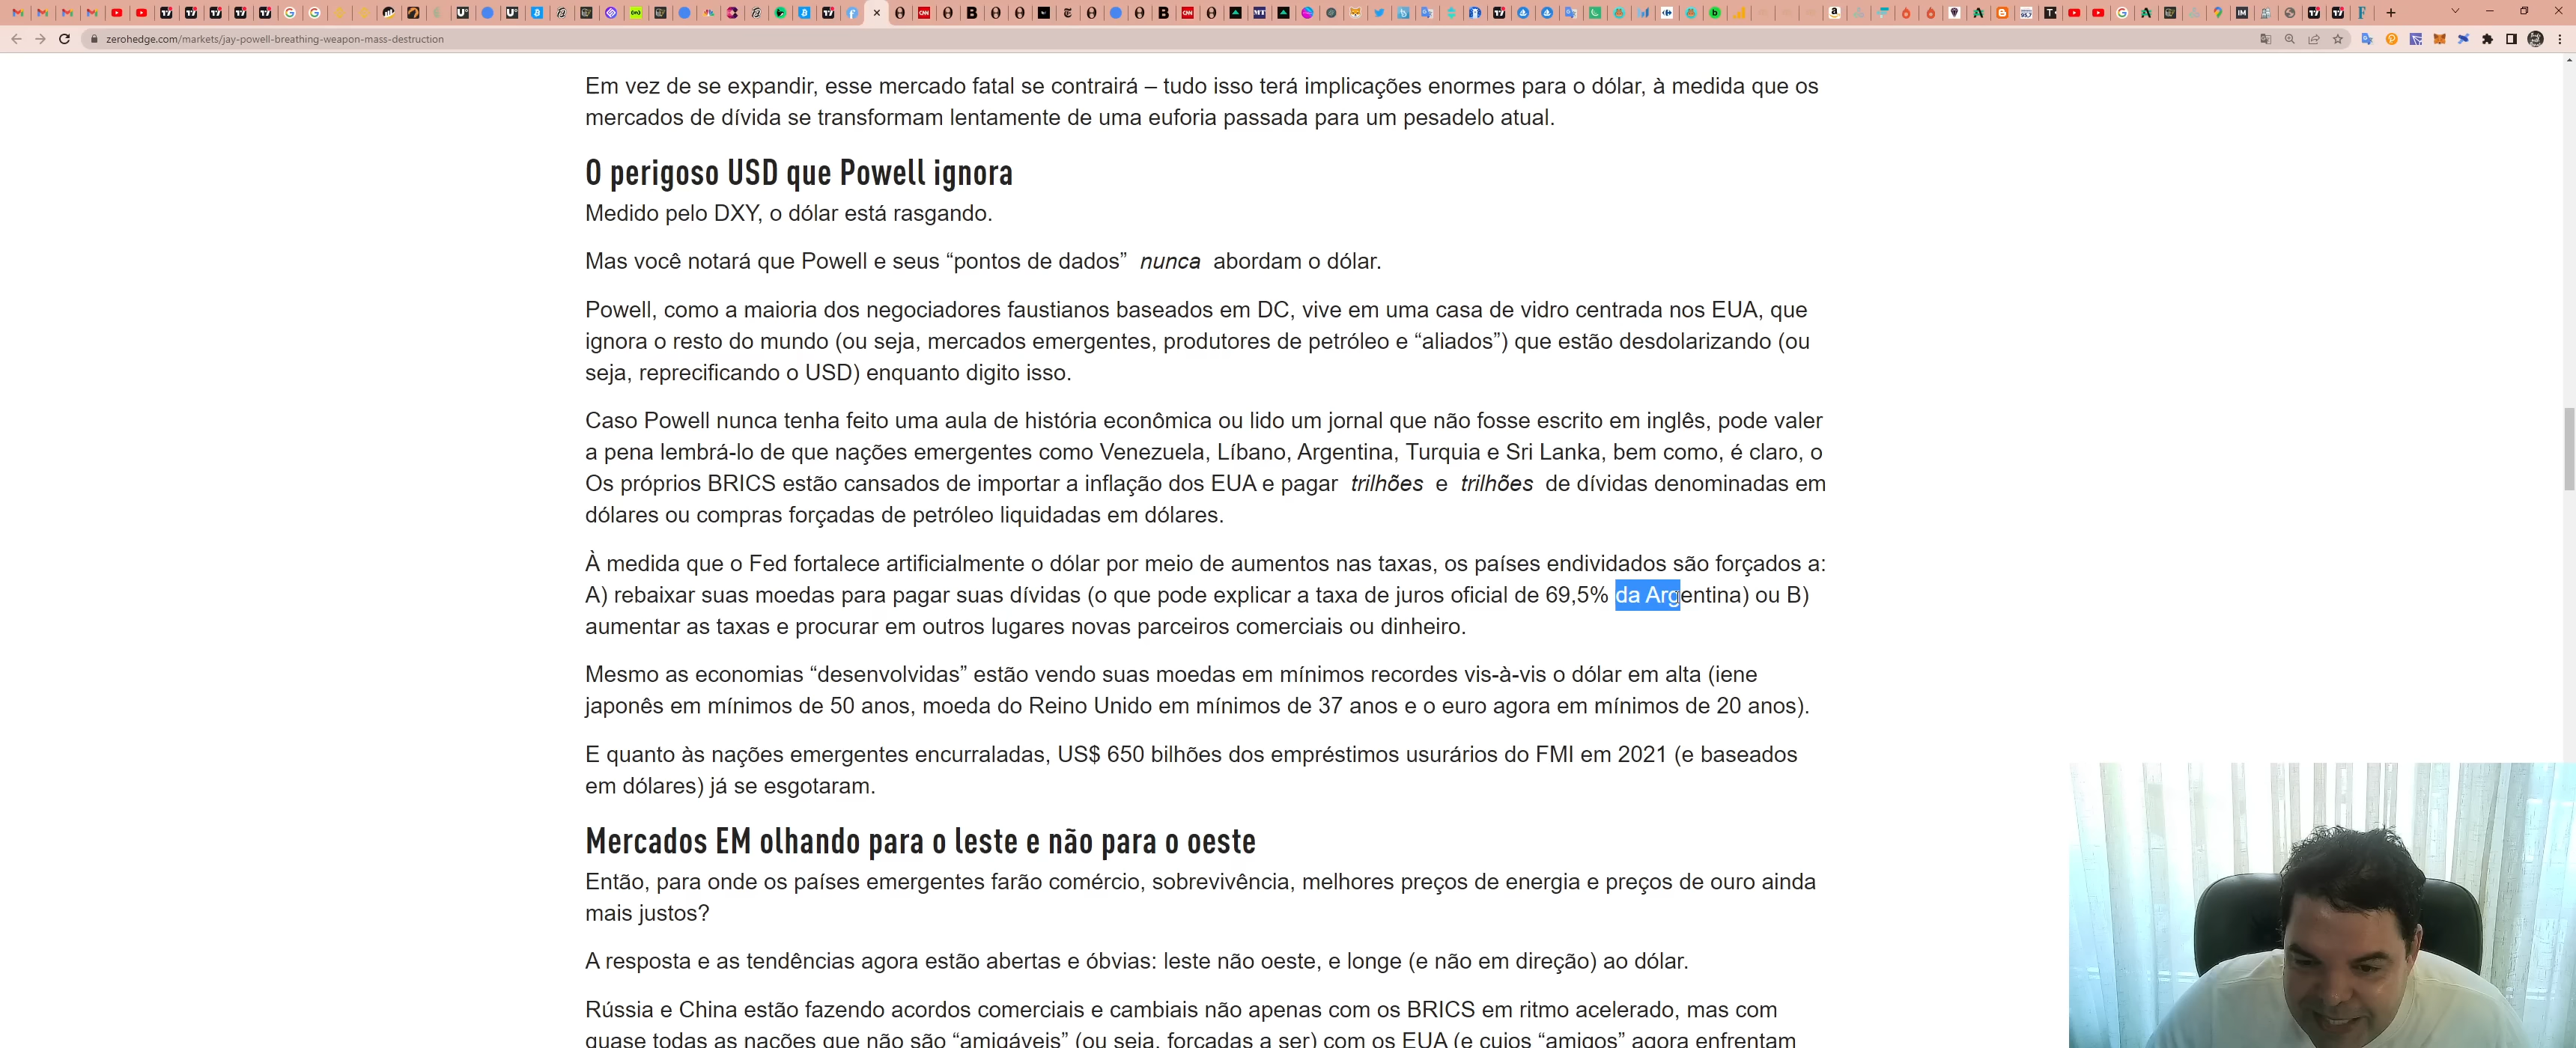 zerohedge.com/markets/jay-powell-breathing-weapon-mass-destruction
Em vez de se expandir, esse mercado fatal se contrairá – tudo isso terá implicações enormes para o dólar, à medida que os
mercados de dívida se transformam lentamente de uma euforia passada para um pesadelo atual.
O perigoso USD que Powell ignora
Medido pelo DXY, o dólar está rasgando.
Mas você notará que Powell e seus “pontos de dados” nunca abordam o dólar.
Powell, como a maioria dos negociadores faustianos baseados em DC, vive em uma casa de vidro centrada nos EUA, que
ignora o resto do mundo (ou seja, mercados emergentes, produtores de petróleo e “aliados”) que estão desdolarizando (ou
seja, reprecificando o USD) enquanto digito isso.
Caso Powell nunca tenha feito uma aula de história econômica ou lido um jornal que não fosse escrito em inglês, pode valer
a pena lembrá-lo de que nações emergentes como Venezuela, Líbano, Argentina, Turquia e Sri Lanka, bem como, é claro, o
Os próprios BRICS estão cansados de importar a inflação dos EUA e pagar trilhões e trilhões de dívidas denominadas em
dólares ou compras forçadas de petróleo liquidadas em dólares.
À medida que o Fed fortalece artificialmente o dólar por meio de aumentos nas taxas, os países endividados são forçados a:
A) rebaixar suas moedas para pagar suas dívidas (o que pode explicar a taxa de juros oficial de 69,5% da Argentina) ou B)
aumentar as taxas e procurar em outros lugares novas parceiros comerciais ou dinheiro.
Mesmo as economias “desenvolvidas” estão vendo suas moedas em mínimos recordes vis-à-vis o dólar em alta (iene
japonês em mínimos de 50 anos, moeda do Reino Unido em mínimos de 37 anos e o euro agora em mínimos de 20 anos).
E quanto às nações emergentes encurraladas, US$ 650 bilhões dos empréstimos usurários do FMI em 2021 (e baseados
em dólares) já se esgotaram.
Mercados EM olhando para o leste e não para o oeste
Então, para onde os países emergentes farão comércio, sobrevivência, melhores preços de energia e preços de ouro ainda
mais justos?
A resposta e as tendências agora estão abertas e óbvias: leste não oeste, e longe (e não em direção) ao dólar.
Rússia e China estão fazendo acordos comerciais e cambiais não apenas com os BRICS em ritmo acelerado, mas com
quase todas as nações que não são “amigáveis” (ou seja, forçadas a ser) com os EUA (e cujos “amigos” agora enfrentam